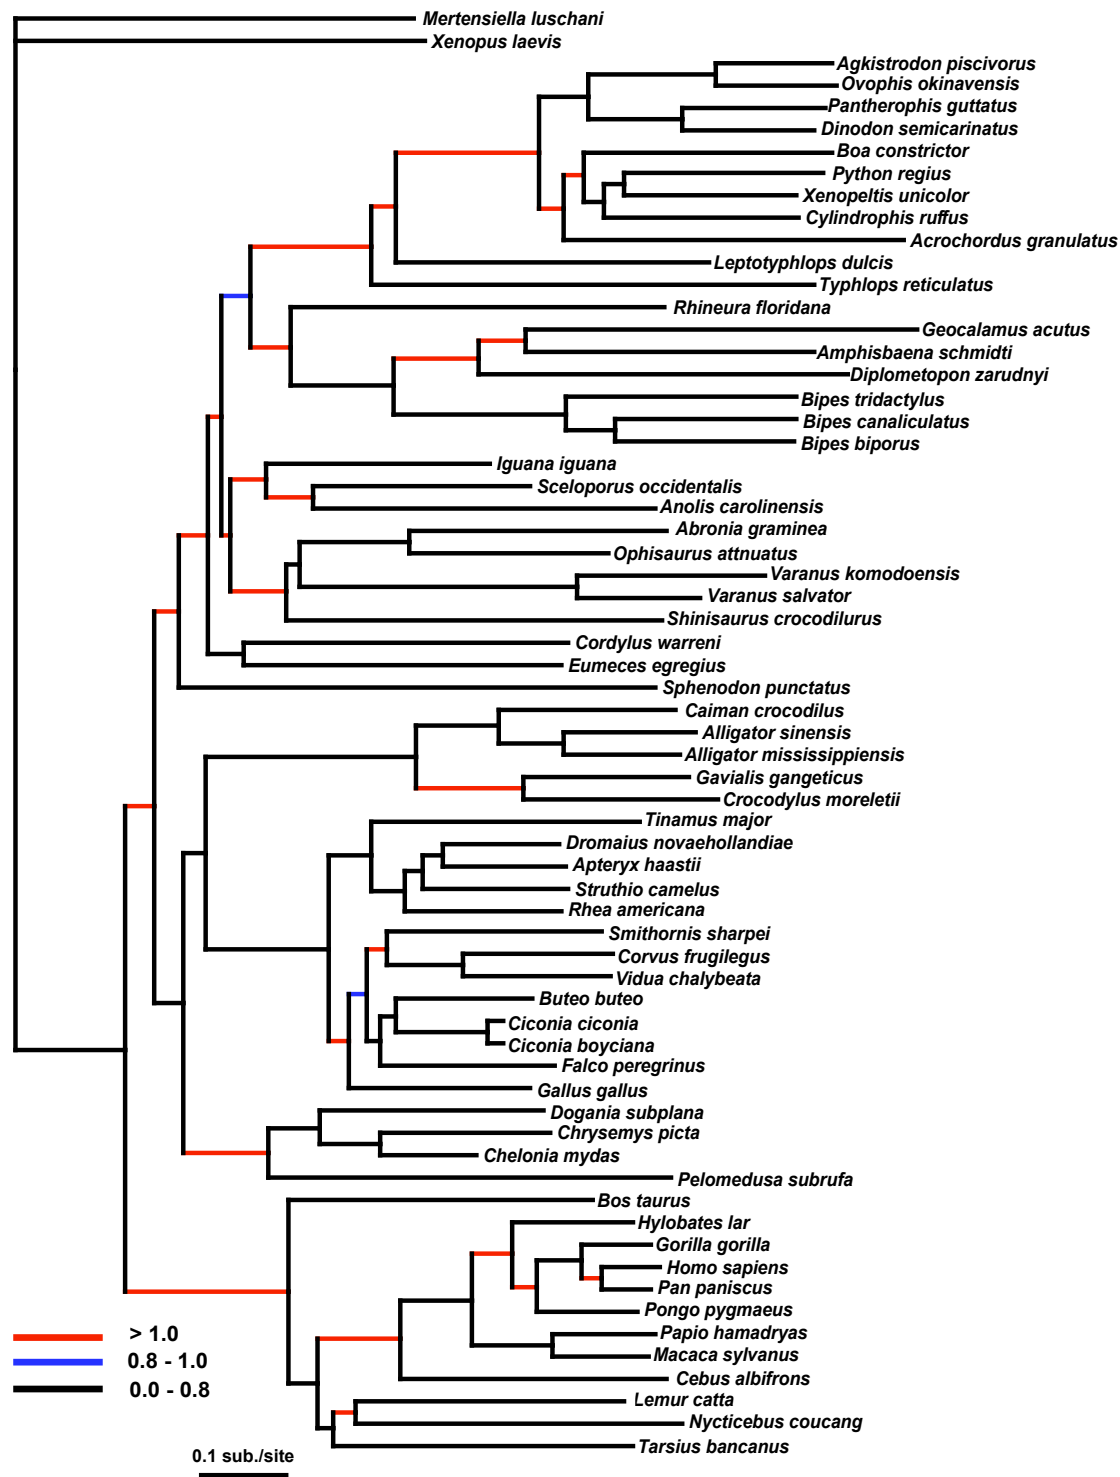 Mertensiella luschani
Xenopus laevis
Agkistrodon piscivorus
Ovophis okinavensis
Pantherophis guttatus
Dinodon semicarinatus
Boa constrictor
Python regius
Xenopeltis unicolor
Cylindrophis ruffus
Acrochordus granulatus
Leptotyphlops dulcis
Typhlops reticulatus
Rhineura floridana
Geocalamus acutus
Amphisbaena schmidti
Diplometopon zarudnyi
Bipes tridactylus
Bipes canaliculatus
Bipes biporus
Iguana iguana
Sceloporus occidentalis
Anolis carolinensis
Abronia graminea
Ophisaurus attnuatus
Varanus komodoensis
Varanus salvator
Shinisaurus crocodilurus
Cordylus warreni
Eumeces egregius
Sphenodon punctatus
Caiman crocodilus
Alligator sinensis
Alligator mississippiensis
Gavialis gangeticus
Crocodylus moreletii
Tinamus major
Dromaius novaehollandiae
Apteryx haastii
Struthio camelus
Rhea americana
Smithornis sharpei
Corvus frugilegus
Vidua chalybeata
Buteo buteo
Ciconia ciconia
Ciconia boyciana
Falco peregrinus
Gallus gallus
Dogania subplana
Chrysemys picta
Chelonia mydas
Pelomedusa subrufa
Bos taurus
Hylobates lar
Gorilla gorilla
Homo sapiens
Pan paniscus
Pongo pygmaeus
Papio hamadryas
Macaca sylvanus
Cebus albifrons
Lemur catta
Nycticebus coucang
Tarsius bancanus
> 1.0
0.8 - 1.0
0.0 - 0.8
0.1 sub./site